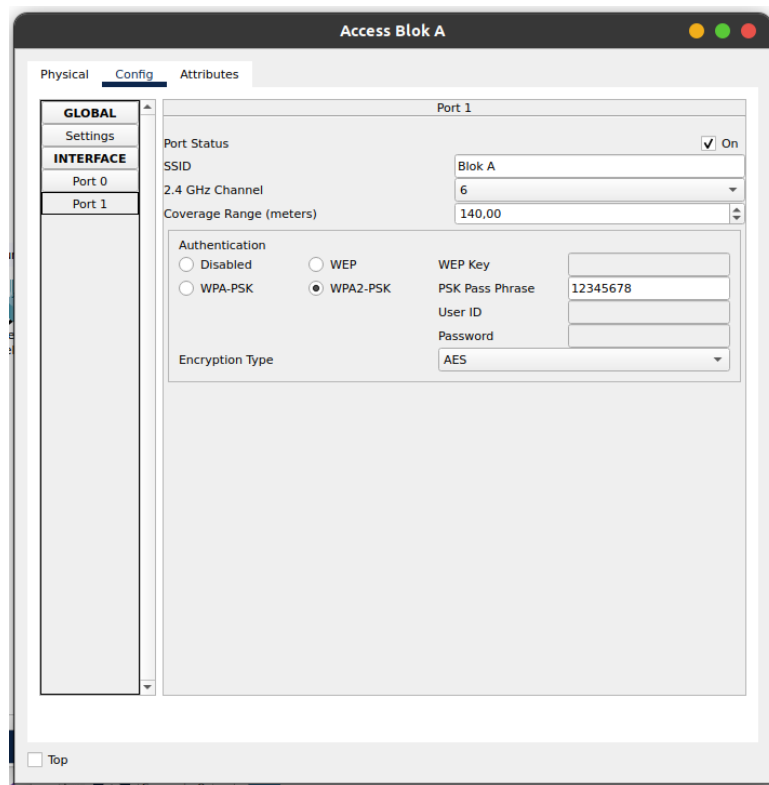 Access Blok A
Physical Config Attributes
GLOBAL
Settings
INTERFACE
Port 0
Port 1
Port 1
Port Status On
SSID Blok A
2.4 GHz Channel 6
Coverage Range (meters) 140,00
Authentication
Disabled WEP WEP Key
WPA-PSK WPA2-PSK PSK Pass Phrase 12345678
User ID
Password
Encryption Type AES
Top